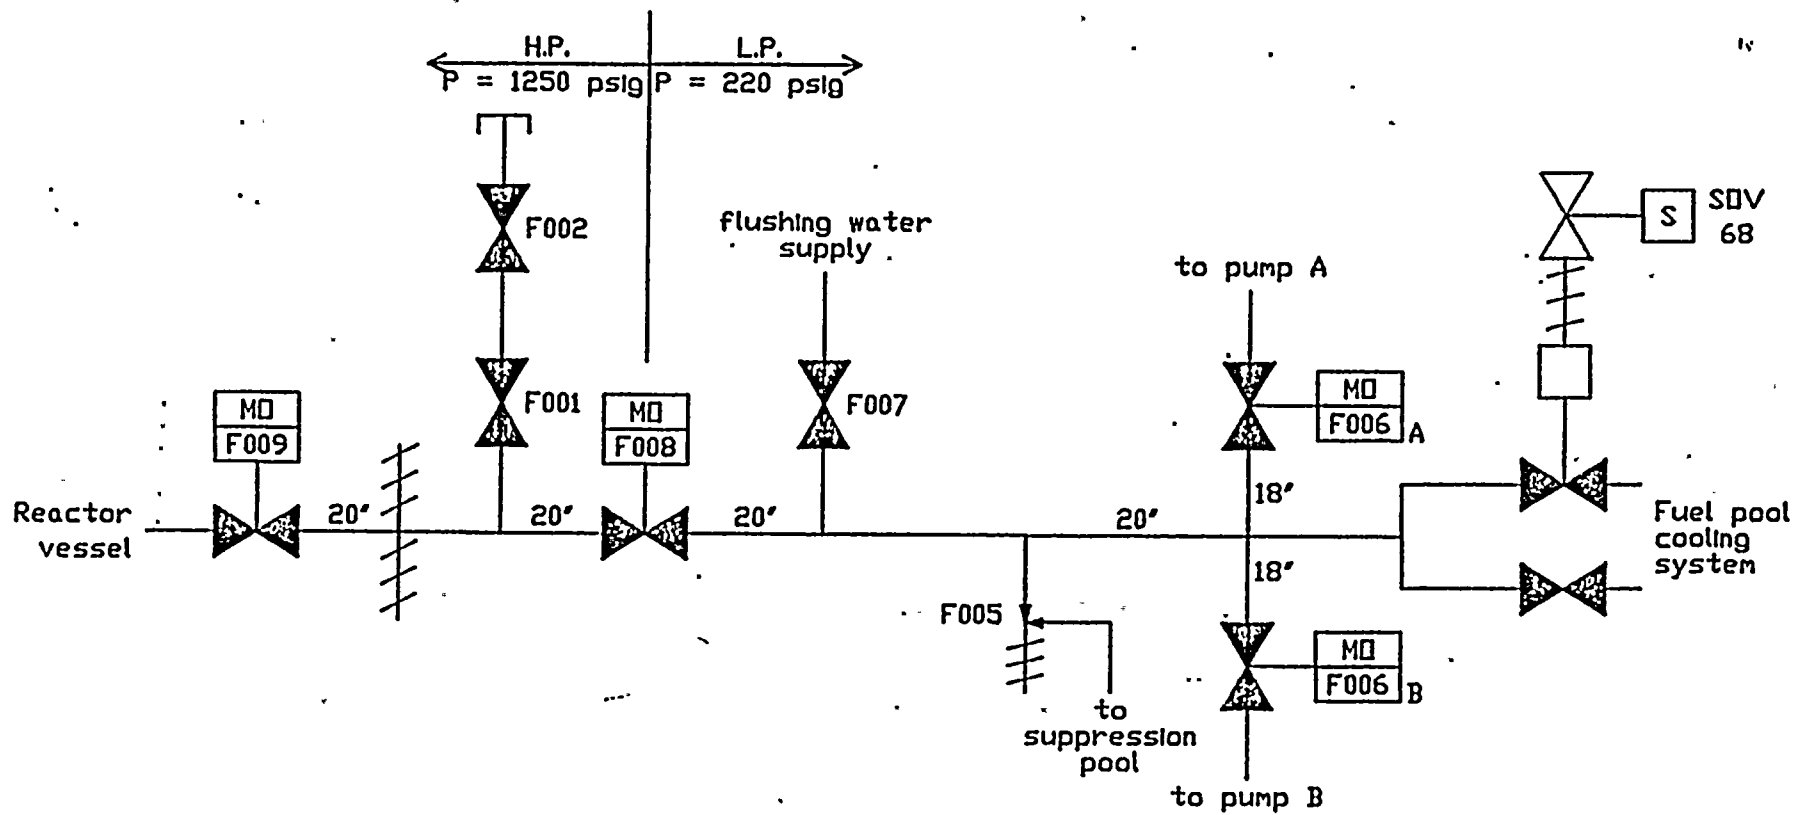 H.P.
L.P.
P = 1250 psig
P = 220 psig
F002
flushing water
supply
S
SOV
68
to pump A
F001
F007
MO
F009
MO
F008
MO
F006
A
Reactor
vessel
20"
20"
20"
20"
18"
18"
Fuel pool
cooling
system
F005
MO
F006
B
to
suppression
pool
to pump B